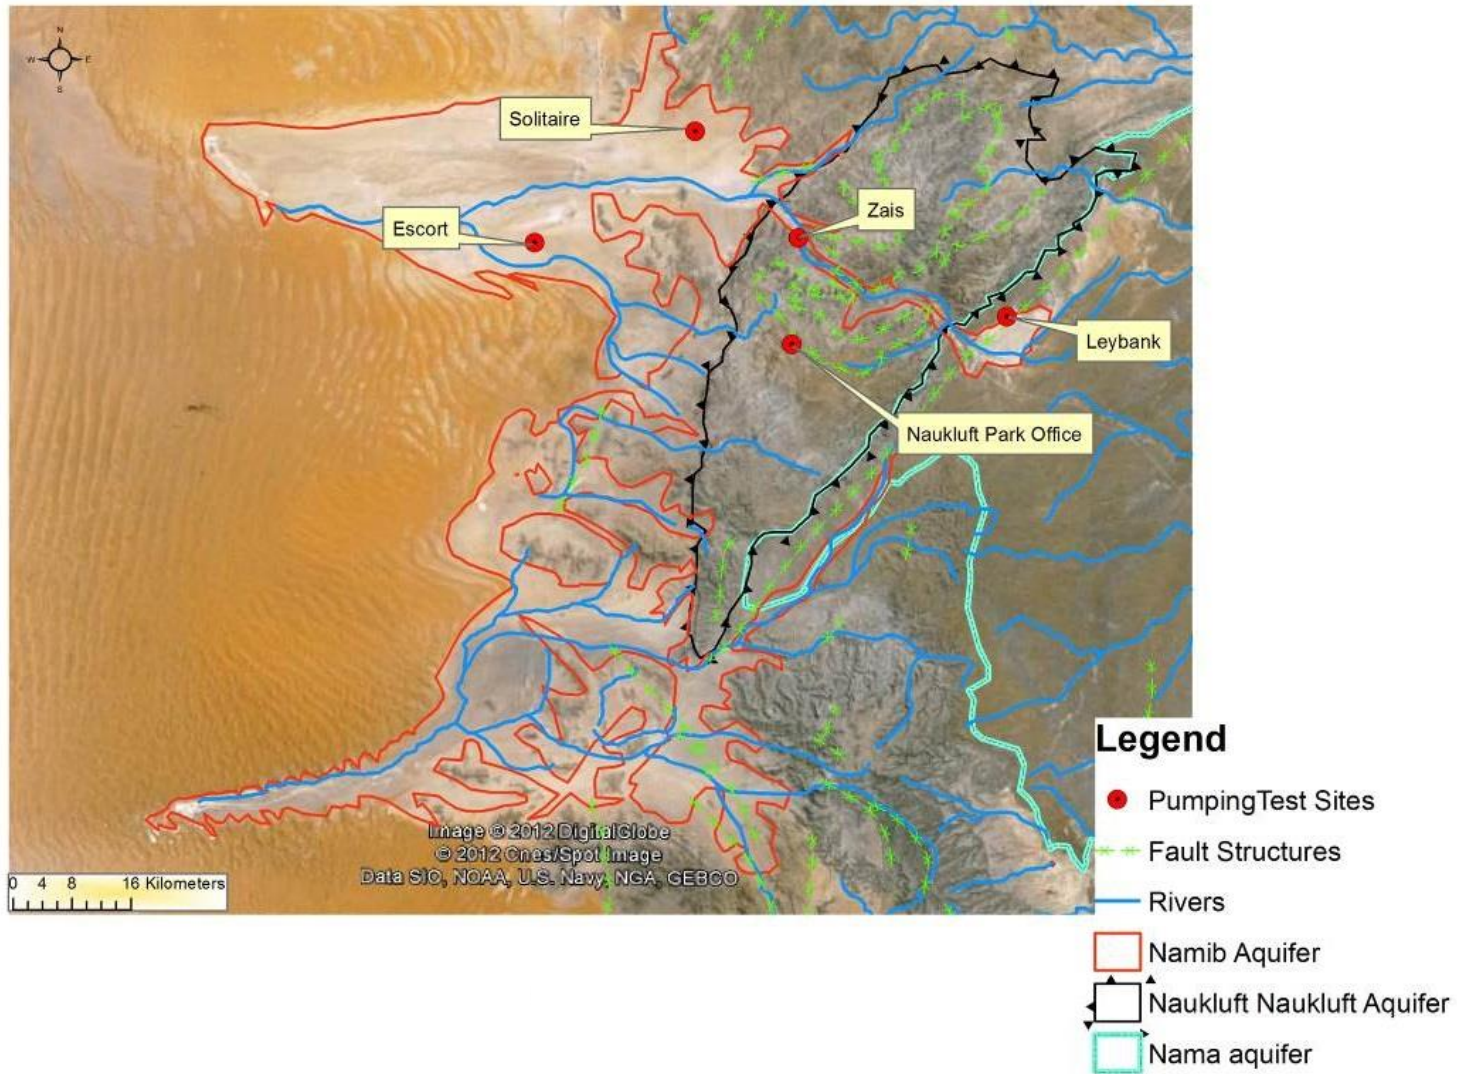 N
W E
S
Solitaire
Zais
Escort
Leybank
Naukluft Park Office
Image © 2012 DigitalGlobe
© 2012 Cnes/Spot Image
Data SIO, NOAA, U.S. Navy, NGA, GEBCO
0 4 8 16 Kilometers
Legend
PumpingTest Sites
Fault Structures
Rivers
Namib Aquifer
Naukluft Naukluft Aquifer
Nama aquifer